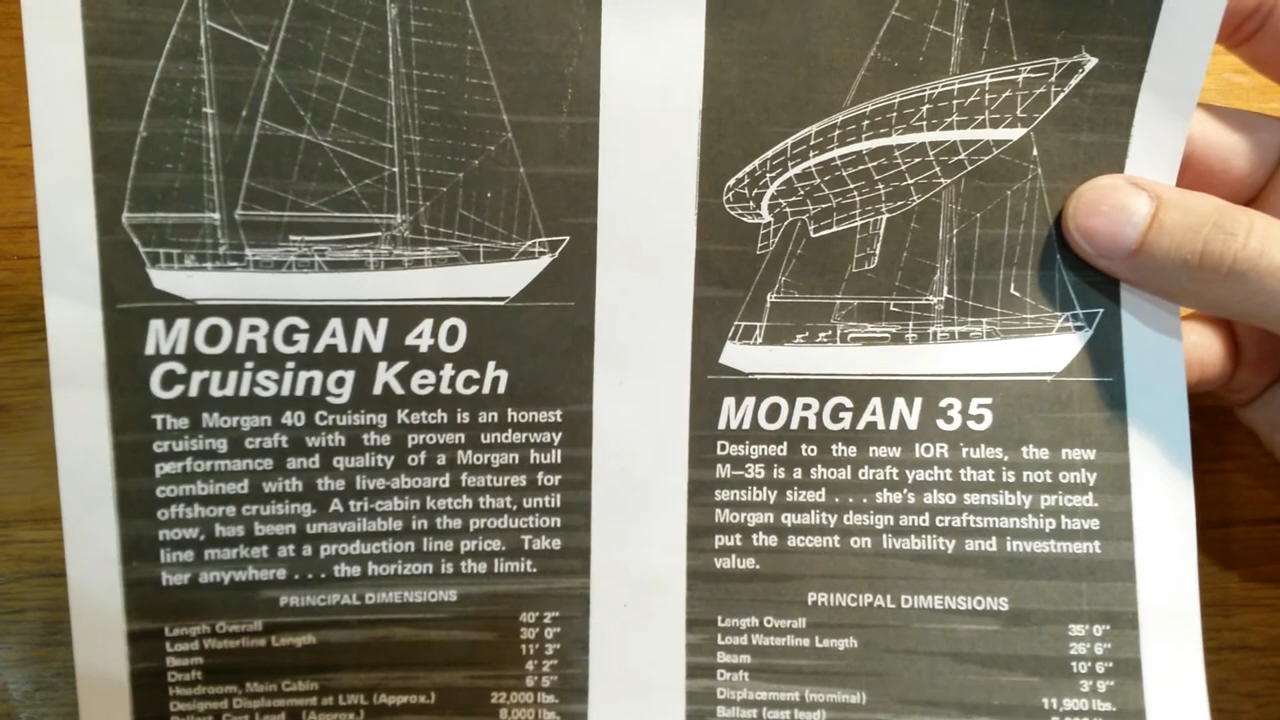 MORGAN 40
Cruising Ketch
The Morgan 40 Cruising Ketch is an honest
cruising craft with the proven underway
performance and quality of a Morgan hull
combined with the live-aboard features for
offshore cruising. A tri-cabin ketch that, until
now, has been unavailable in the production
line market at a production line price. Take
her anywhere . . . the horizon is the limit.
PRINCIPAL DIMENSIONS
Length Overall 40' 2"
Load Waterline Length 30' 0"
Beam 11' 3"
Draft 4' 2"
Headroom, Main Cabin 6' 5"
Designed Displacement at LWL (Approx.) 22,000 lbs.
Ballast, Cast Lead (Approx.) 8,000 lbs.
MORGAN 35
Designed to the new IOR rules, the new
M—35 is a shoal draft yacht that is not only
sensibly sized . . . she's also sensibly priced.
Morgan quality design and craftsmanship have
put the accent on livability and investment
value.
PRINCIPAL DIMENSIONS
Length Overall 35' 0"
Load Waterline Length 26' 6"
Beam 10' 6"
Draft 3' 9"
Displacement (nominal) 11,900 lbs.
Ballast (cast lead)